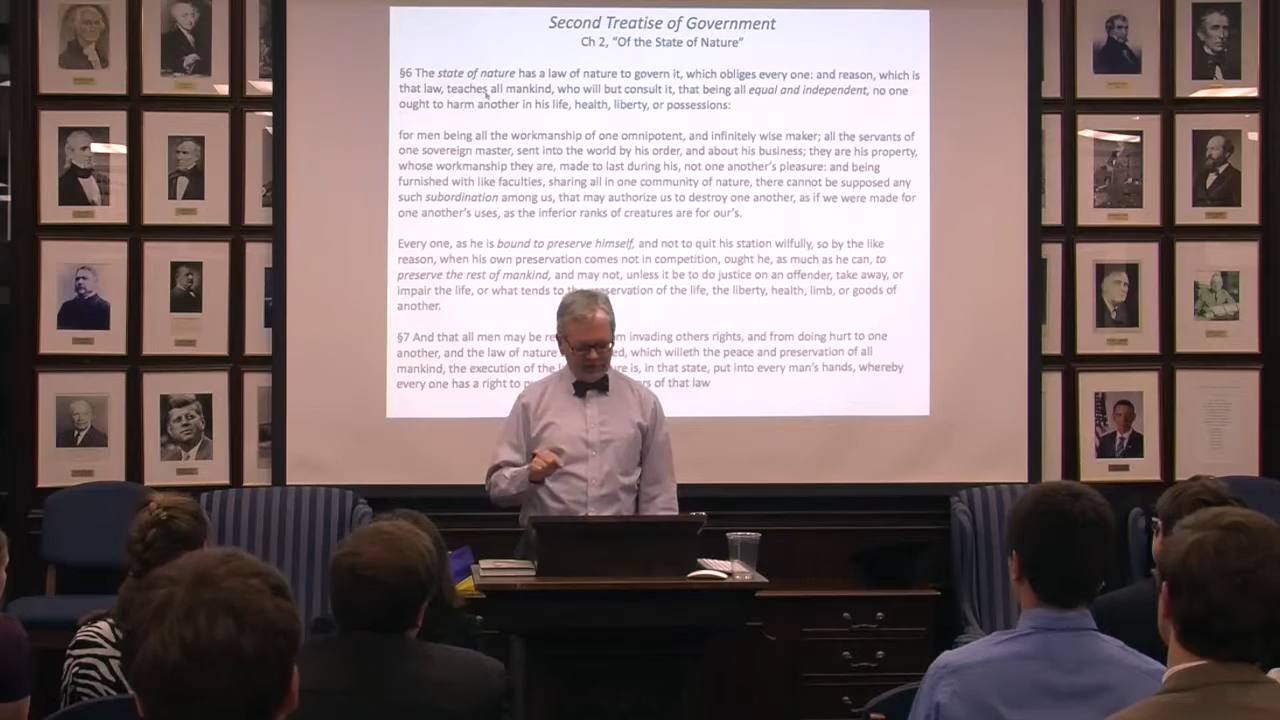 Second Treatise of Government
Ch 2, “Of the State of Nature”
§6 The state of nature has a law of nature to govern it, which obliges every one: and reason, which is
that law, teaches all mankind, who will but consult it, that being all equal and independent, no one
ought to harm another in his life, health, liberty, or possessions:
for men being all the workmanship of one omnipotent, and infinitely wise maker; all the servants of
one sovereign master, sent into the world by his order, and about his business; they are his property,
whose workmanship they are, made to last during his, not one another's pleasure: and being
furnished with like faculties, sharing all in one community of nature, there cannot be supposed any
such subordination among us, that may authorize us to destroy one another, as if we were made for
one another's uses, as the inferior ranks of creatures are for our's.
Every one, as he is bound to preserve himself, and not to quit his station wilfully, so by the like
reason, when his own preservation comes not in competition, ought he, as much as he can, to
preserve the rest of mankind, and may not, unless it be to do justice on an offender, take away, or
impair the life, or what tends to the preservation of the life, the liberty, health, limb, or goods of
another.
§7 And that all men may be invading others rights, and from doing hurt to one
another, and the law of nature which willeth the peace and preservation of all
mankind, the execution of the is, in that state, put into every man's hands, whereby
every one has a right to of that law